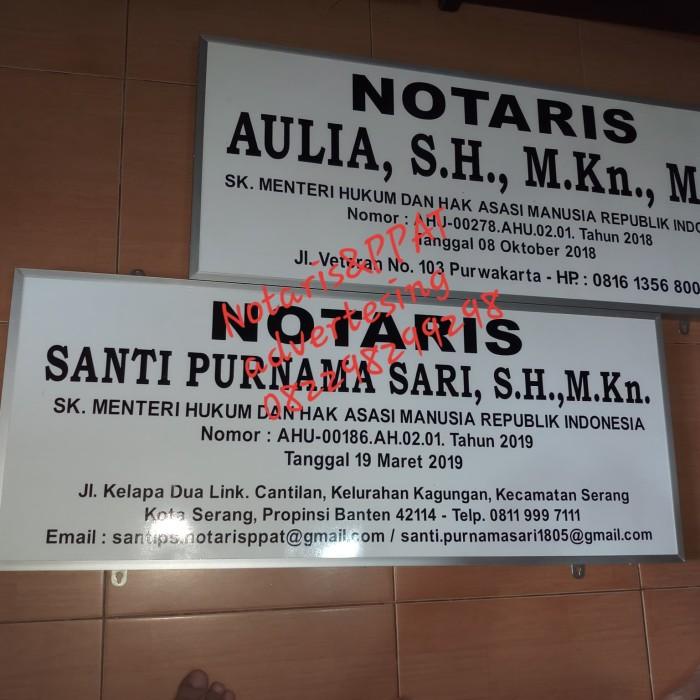 NOTARIS
AULIA, S.H., M.Kn., M
SK. MENTERI HUKUM DAN HAK ASASI MANUSIA REPUBLIK INDO
Nomor : AHU-00278.AHU.02.01. Tahun 2018
Tanggal 08 Oktober 2018
Jl. Veteran No. 103 Purwakarta - HP. : 0816 1356 800
NOTARIS
SANTI PURNAMA SARI, S.H.,M.Kn.
SK. MENTERI HUKUM DAN HAK ASASI MANUSIA REPUBLIK INDONESIA
Nomor : AHU-00186.AH.02.01. Tahun 2019
Tanggal 19 Maret 2019
Jl. Kelapa Dua Link. Cantilan, Kelurahan Kagungan, Kecamatan Serang
Kota Serang, Propinsi Banten 42114 - Telp. 0811 999 7111
Email : santips.notarisppat@gmail.com / santi.purnamasari1805@gmail.com
Notaris&PPAT
advertesing
082298299298